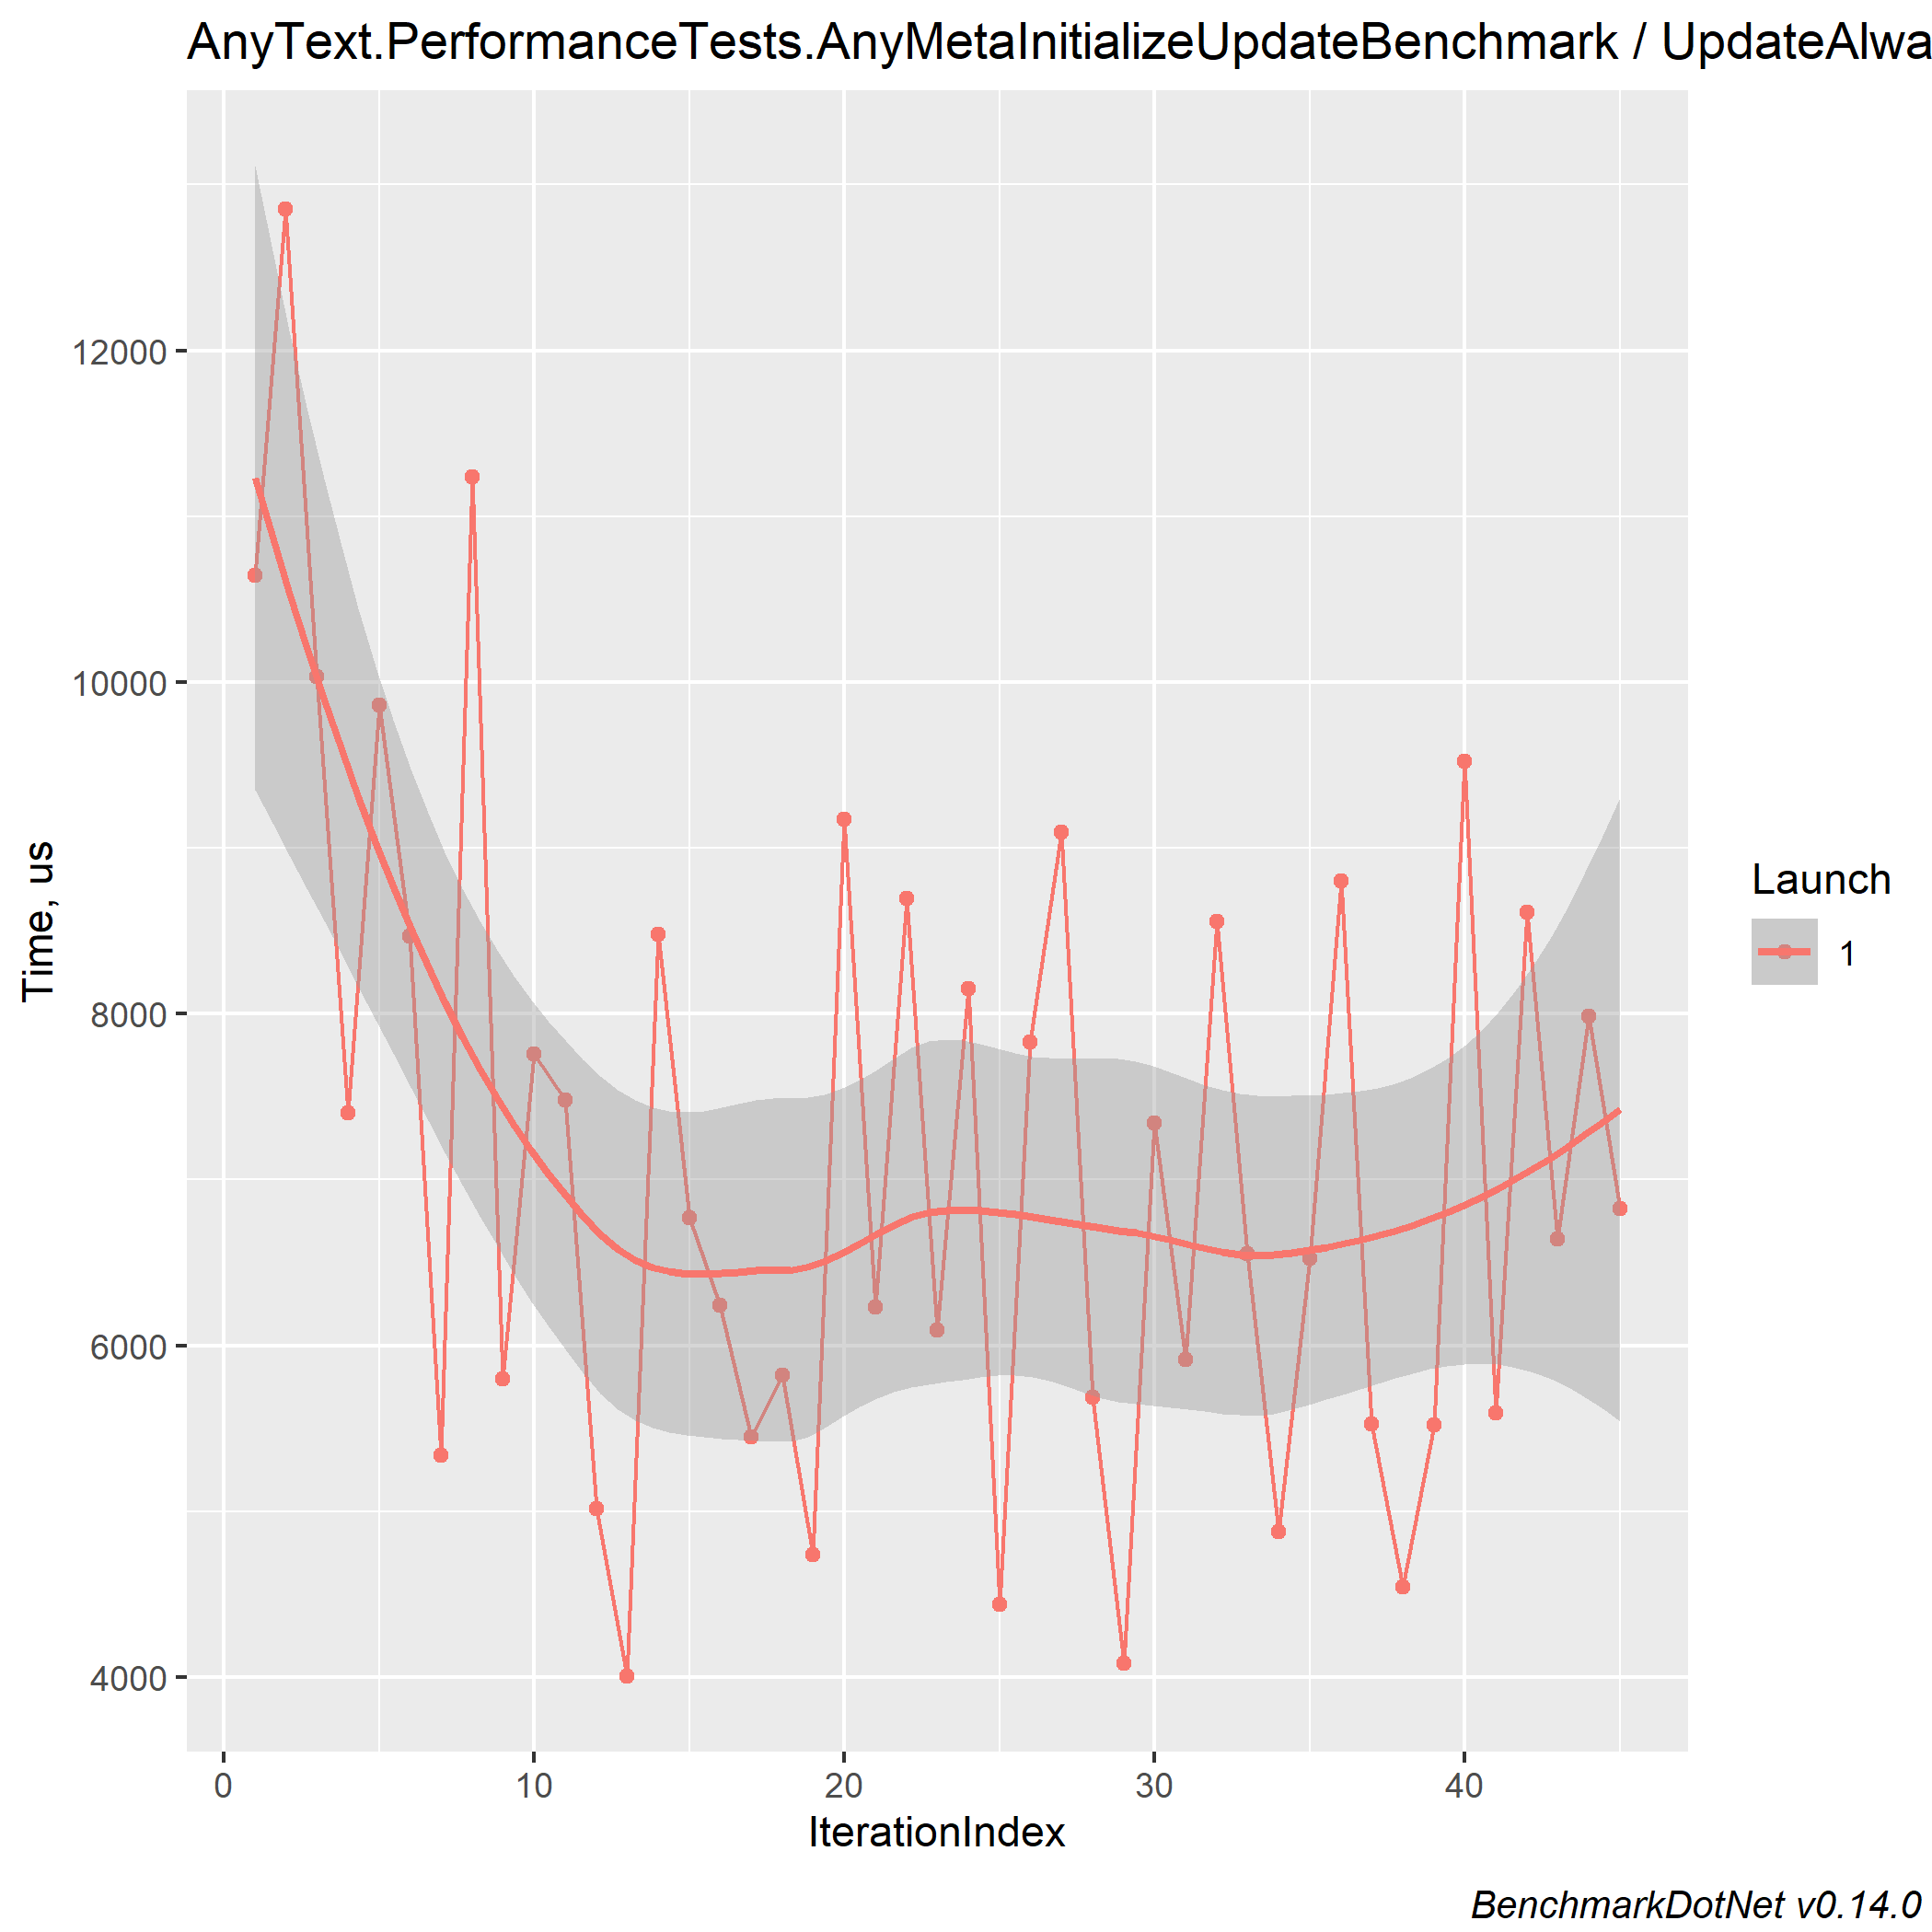 AnyText.PerformanceTests.AnyMetaInitializeUpdateBenchmark / UpdateAlwa
Time, us
12000
10000
8000
6000
4000
0 10 20 30 40
IterationIndex
Launch
1
BenchmarkDotNet v0.14.0